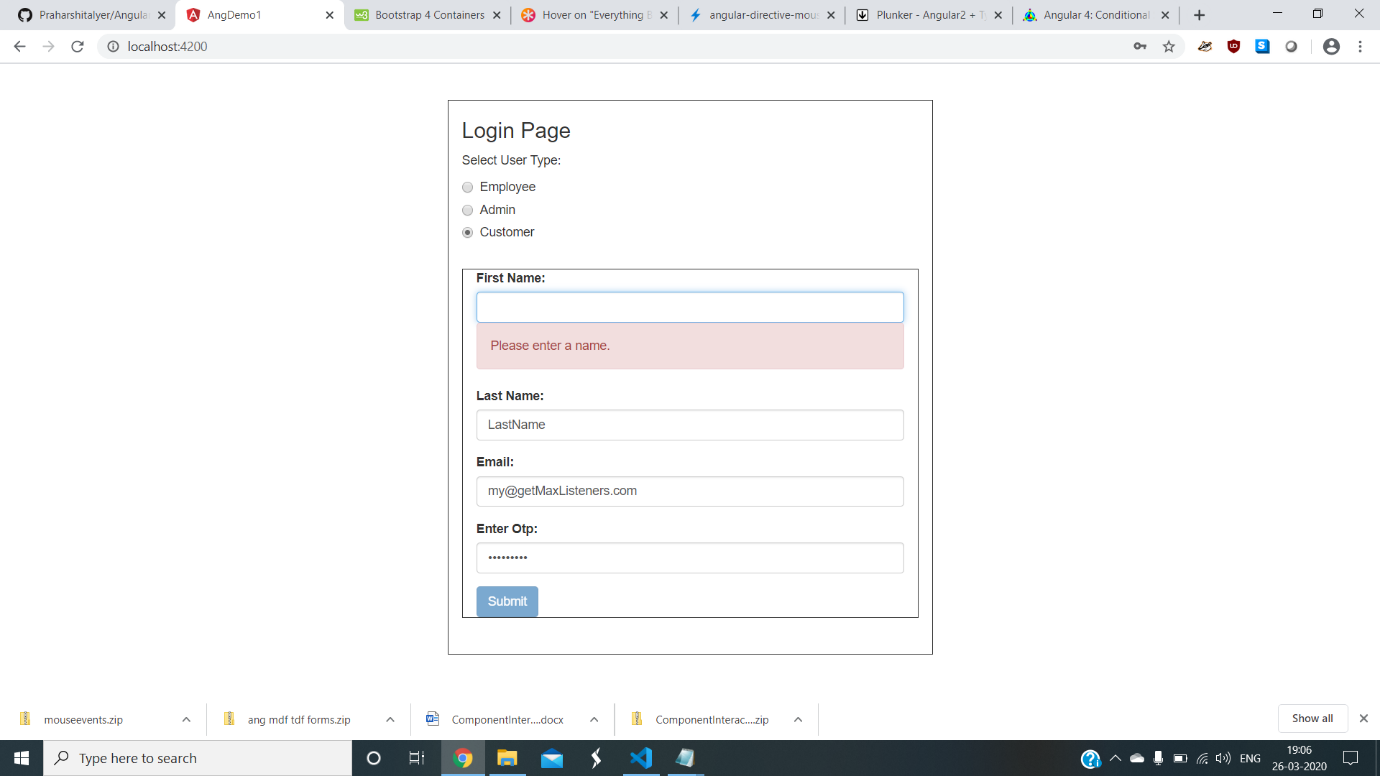 Praharshitalyer/Angula
AngDemo1
Bootstrap 4 Containers
Hover on "Everything B
angular-directive-mou
Plunker - Angular2 + T
Angular 4: Conditional
localhost:4200
Login Page
Select User Type:
Employee
Admin
Customer
First Name:
Please enter a name.
Last Name:
LastName
Email:
my@getMaxListeners.com
Enter Otp:
•••••••••
Submit
mouseevents.zip
ang mdf tdf forms.zip
ComponentInter....docx
ComponentInterac....zip
Show all
Type here to search
ENG
19:06
26-03-2020